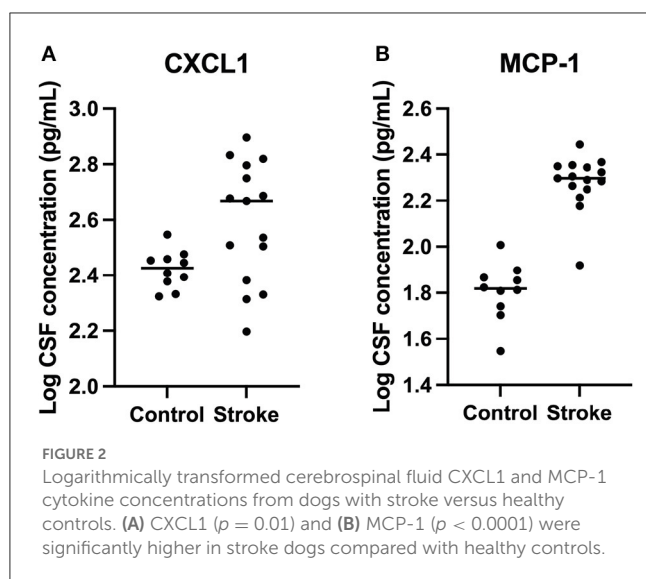 A
CXCL1
Log CSF concentration (pg/mL)
3.0
2.8
2.6
2.4
2.2
2.0
Control Stroke
B
MCP-1
Log CSF concentration (pg/mL)
2.6
2.4
2.2
2.0
1.8
1.6
1.4
Control Stroke
FIGURE 2
Logarithmically transformed cerebrospinal fluid CXCL1 and MCP-1
cytokine concentrations from dogs with stroke versus healthy
controls. (A) CXCL1 (p = 0.01) and (B) MCP-1 (p < 0.0001) were
significantly higher in stroke dogs compared with healthy controls.